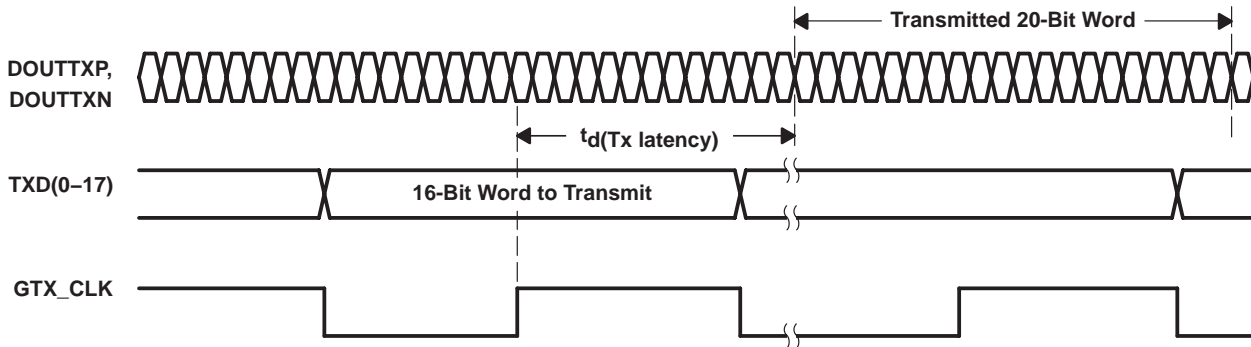 Transmitted 20-Bit Word
DOUTTXP,
DOUTTXN
td(Tx latency)
TXD(0–17)
16-Bit Word to Transmit
GTX_CLK